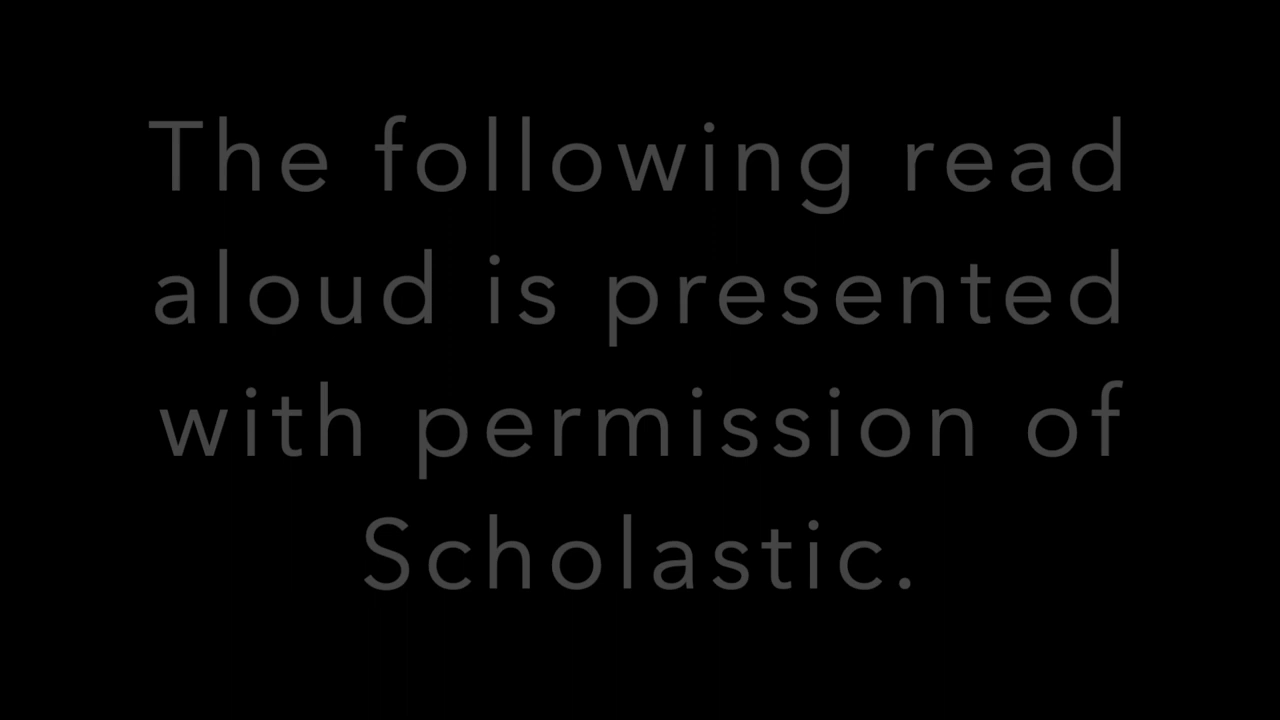 The following read
aloud is presented
with permission of
Scholastic.